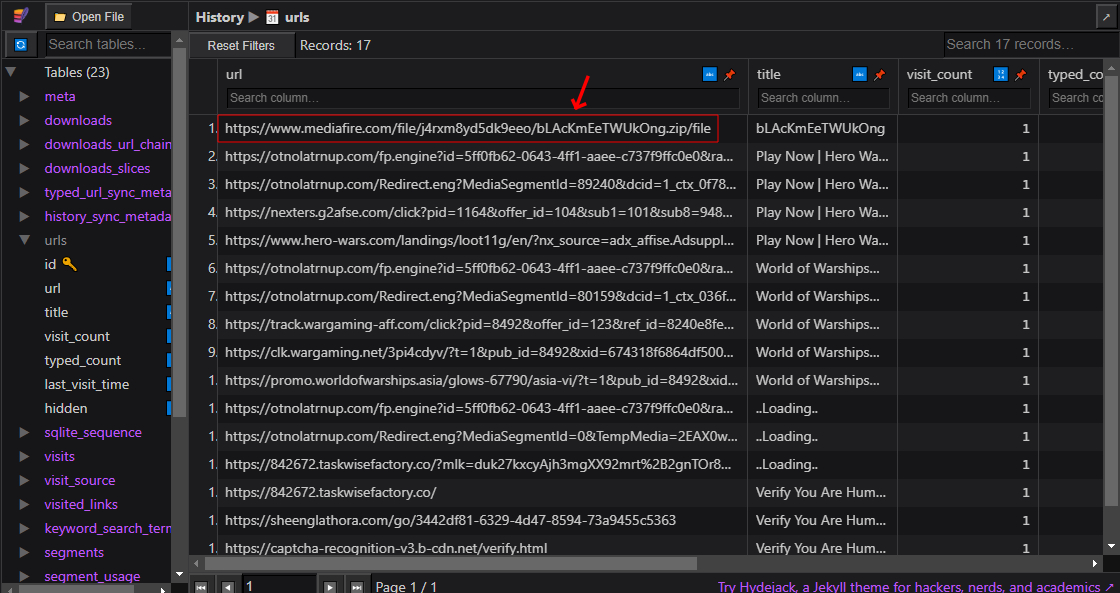 Open File
History ▶ urls
Search tables...
Reset Filters
Records: 17
Search 17 records...
Tables (23)
meta
downloads
downloads_url_chain
downloads_slices
typed_url_sync_meta
history_sync_metada
urls
id
url
title
visit_count
typed_count
last_visit_time
hidden
sqlite_sequence
visits
visit_source
visited_links
keyword_search_tern
segments
segment_usage
url title visit_count typed_co
Search column... Search column... Search column... Search co
1. https://www.mediafire.com/file/j4rxm8yd5dk9eeo/bLAcKmEeTWUkOng.zip/file bLAcKmEeTWUkOng 1
2. https://otnolatrnup.com/fp.engine?id=5ff0fb62-0643-4ff1-aaee-c737f9ffc0e0&ra... Play Now | Hero Wa... 1
3. https://otnolatrnup.com/Redirect.eng?MediaSegmentId=89240&dcid=1_ctx_0f78... Play Now | Hero Wa... 1
4. https://nexters.g2afse.com/click?pid=1164&offer_id=104&sub1=101&sub8=948... Play Now | Hero Wa... 1
5. https://www.hero-wars.com/landings/loot11g/en/?nx_source=adx_affise.Adsuppl... Play Now | Hero Wa... 1
6. https://otnolatrnup.com/fp.engine?id=5ff0fb62-0643-4ff1-aaee-c737f9ffc0e0&ra... World of Warships... 1
7. https://otnolatrnup.com/Redirect.eng?MediaSegmentId=80159&dcid=1_ctx_036f... World of Warships... 1
8. https://track.wargaming-aff.com/click?pid=8492&offer_id=123&ref_id=8240e8fe... World of Warships... 1
9. https://clk.wargaming.net/3pi4cdyv/?t=1&pub_id=8492&xid=674318f6864df500... World of Warships... 1
1. https://promo.worldofwarships.asia/glows-67790/asia-vi/?t=1&pub_id=8492&xid... World of Warships... 1
1. https://otnolatrnup.com/fp.engine?id=5ff0fb62-0643-4ff1-aaee-c737f9ffc0e0&ra... ..Loading.. 1
1. https://otnolatrnup.com/Redirect.eng?MediaSegmentId=0&TempMedia=2EAX0w... ..Loading.. 1
1. https://842672.taskwisefactory.co/?mlk=duk27kxcyAjh3mgXX92mrt%2B2gnTOr8... ..Loading.. 1
1. https://842672.taskwisefactory.co/ Verify You Are Hum... 1
1. https://sheenglathora.com/go/3442df81-6329-4d47-8594-73a9455c5363 Verify You Are Hum... 1
1. https://captcha-recognition-v3.b-cdn.net/verify.html Verify You Are Hum... 1
1
Page 1 / 1
Try Hydejack, a Jekyll theme for hackers, nerds, and academics ↗